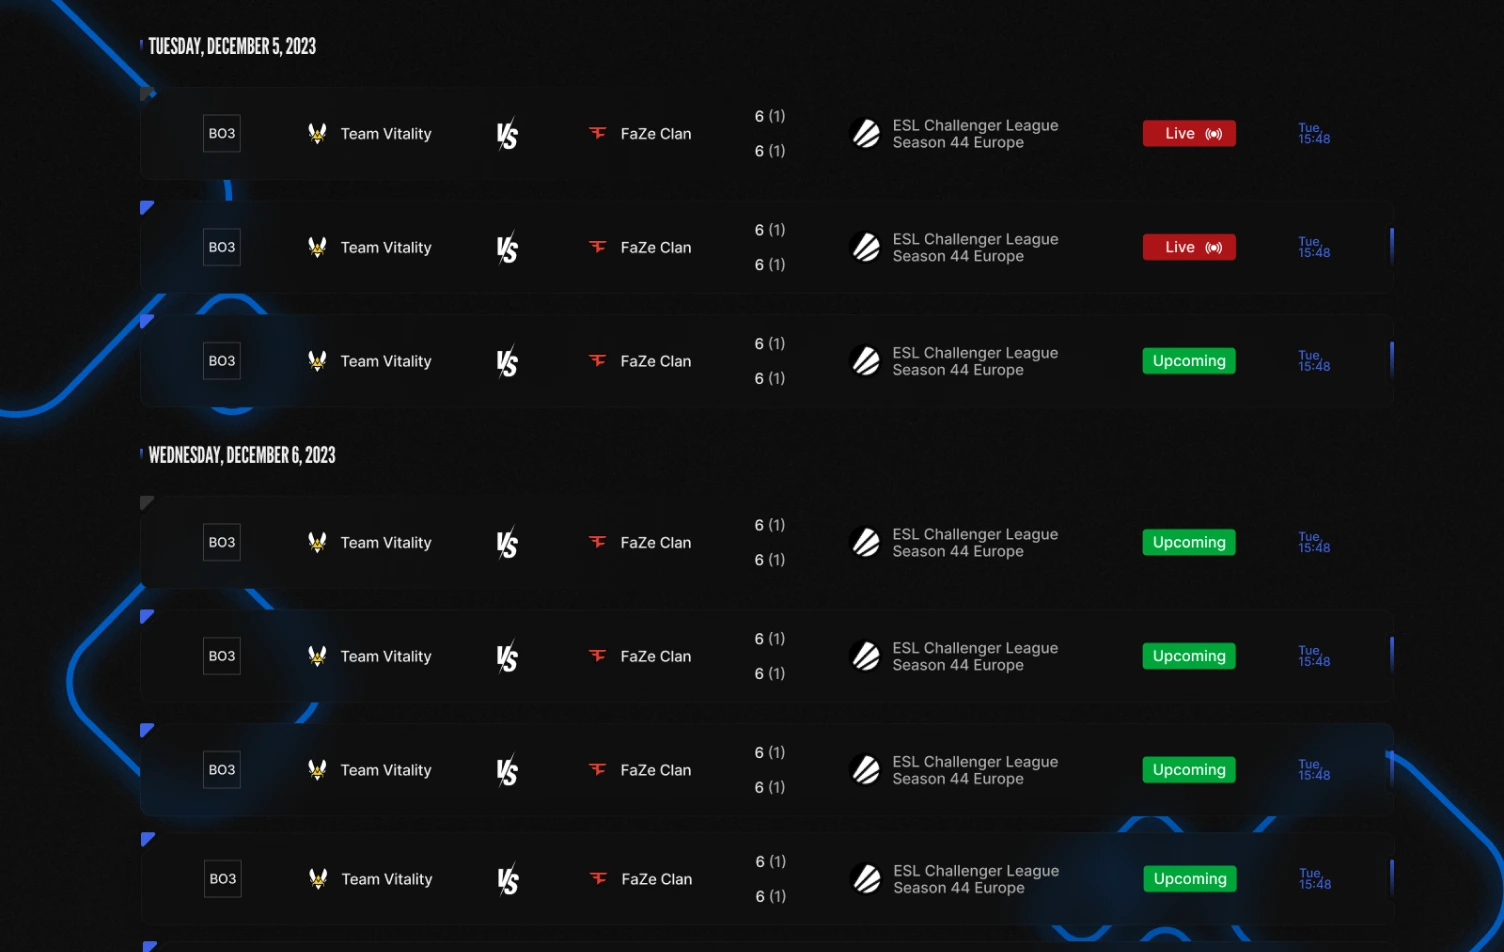 TUESDAY, DECEMBER 5, 2023
BO3 Team Vitality VS FaZe Clan
6 (1)
6 (1)
ESL Challenger League
Season 44 Europe
Live
Tue,
15:48
BO3 Team Vitality VS FaZe Clan
6 (1)
6 (1)
ESL Challenger League
Season 44 Europe
Live
Tue,
15:48
BO3 Team Vitality VS FaZe Clan
6 (1)
6 (1)
ESL Challenger League
Season 44 Europe
Upcoming
Tue,
15:48
WEDNESDAY, DECEMBER 6, 2023
BO3 Team Vitality VS FaZe Clan
6 (1)
6 (1)
ESL Challenger League
Season 44 Europe
Upcoming
Tue,
15:48
BO3 Team Vitality VS FaZe Clan
6 (1)
6 (1)
ESL Challenger League
Season 44 Europe
Upcoming
Tue,
15:48
BO3 Team Vitality VS FaZe Clan
6 (1)
6 (1)
ESL Challenger League
Season 44 Europe
Upcoming
Tue,
15:48
BO3 Team Vitality VS FaZe Clan
6 (1)
6 (1)
ESL Challenger League
Season 44 Europe
Upcoming
Tue,
15:48